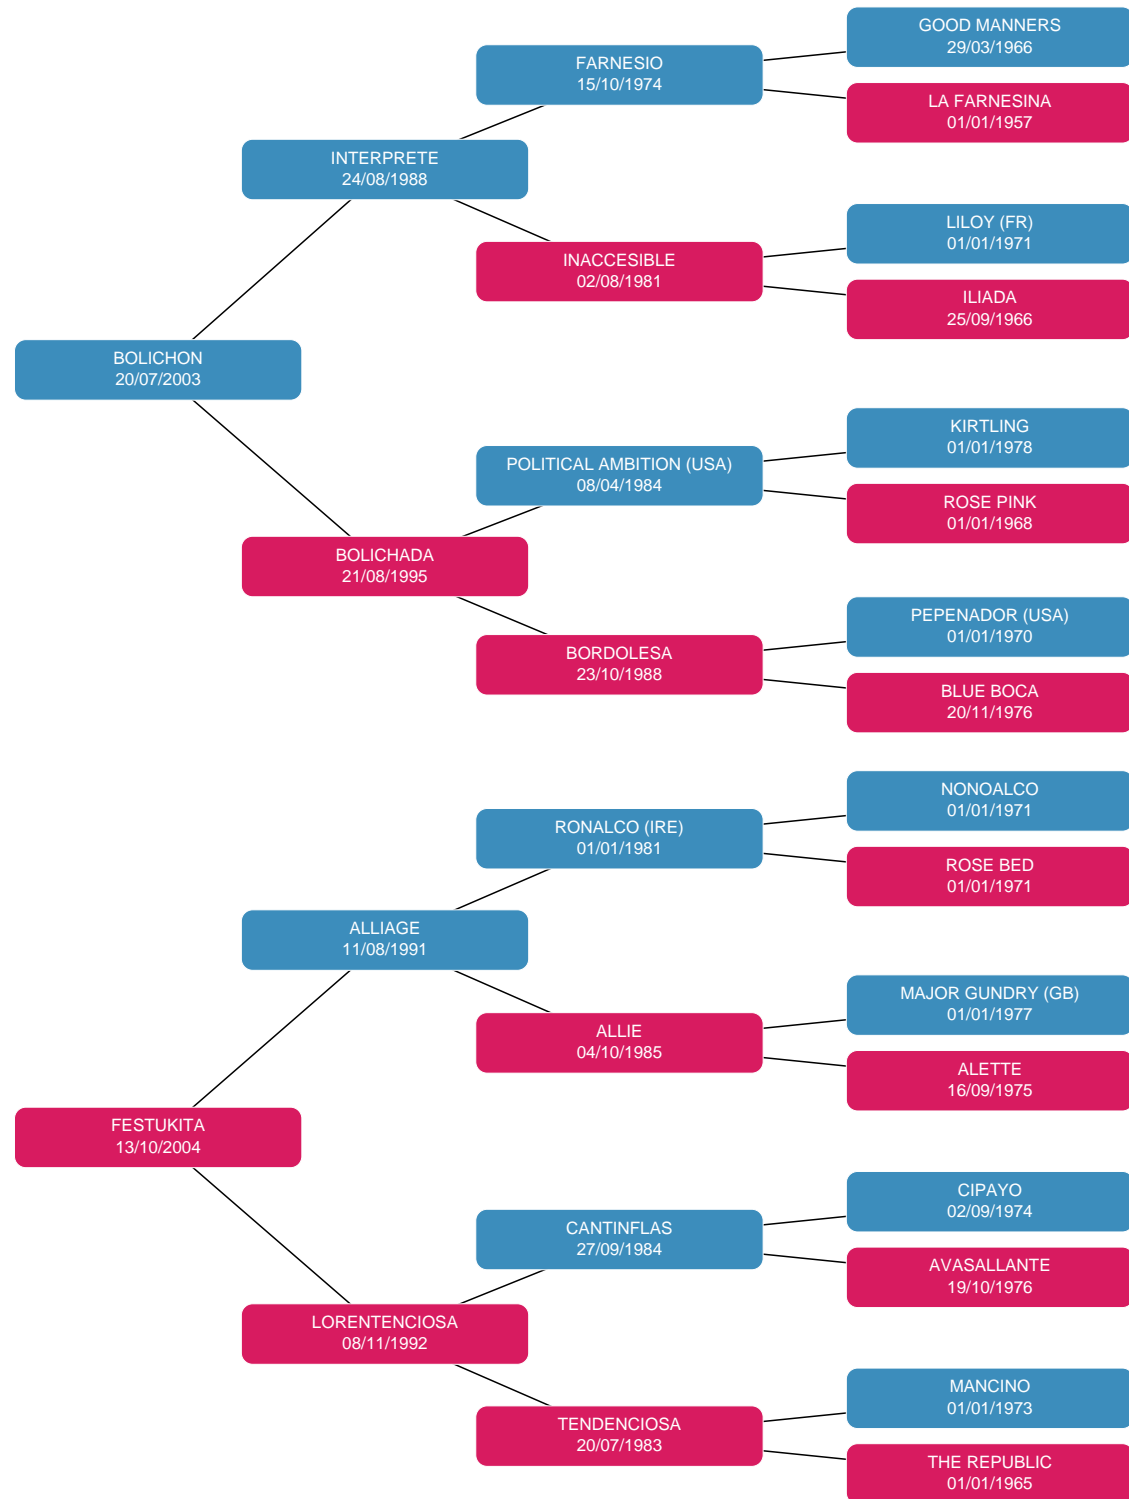 GOOD MANNERS
29/03/1966
FARNESIO
15/10/1974
LA FARNESINA
01/01/1957
INTERPRETE
24/08/1988
LILOY (FR)
01/01/1971
INACCESIBLE
02/08/1981
ILIADA
25/09/1966
BOLICHON
20/07/2003
KIRTLING
01/01/1978
POLITICAL AMBITION (USA)
08/04/1984
ROSE PINK
01/01/1968
BOLICHADA
21/08/1995
PEPENADOR (USA)
01/01/1970
BORDOLESA
23/10/1988
BLUE BOCA
20/11/1976
NONOALCO
01/01/1971
RONALCO (IRE)
01/01/1981
ROSE BED
01/01/1971
ALLIAGE
11/08/1991
MAJOR GUNDRY (GB)
01/01/1977
ALLIE
04/10/1985
ALETTE
16/09/1975
FESTUKITA
13/10/2004
CIPAYO
02/09/1974
CANTINFLAS
27/09/1984
AVASALLANTE
19/10/1976
LORENTENCIOSA
08/11/1992
MANCINO
01/01/1973
TENDENCIOSA
20/07/1983
THE REPUBLIC
01/01/1965